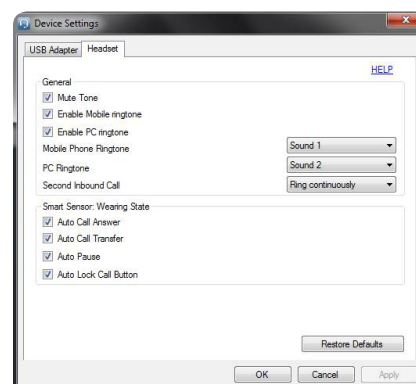 Device Settings
USB Adapter Headset
HELP
General
Mute Tone
Enable Mobile ringtone
Enable PC ringtone
Mobile Phone Ringtone Sound 1
PC Ringtone Sound 2
Second Inbound Call Ring continuously
Smart Sensor: Wearing State
Auto Call Answer
Auto Call Transfer
Auto Pause
Auto Lock Call Button
Restore Defaults
OK Cancel Apply